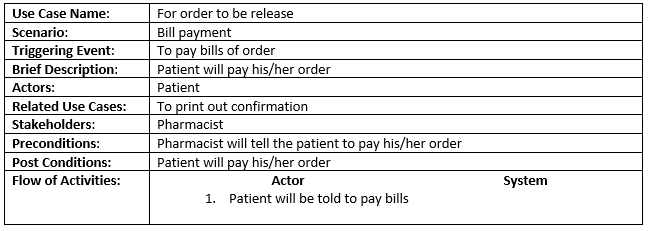 Use Case Name: For order to be release
Scenario: Bill payment
Triggering Event: To pay bills of order
Brief Description: Patient will pay his/her order
Actors: Patient
Related Use Cases: To print out confirmation
Stakeholders: Pharmacist
Preconditions: Pharmacist will tell the patient to pay his/her order
Post Conditions: Patient will pay his/her order
Flow of Activities: Actor System
1. Patient will be told to pay bills